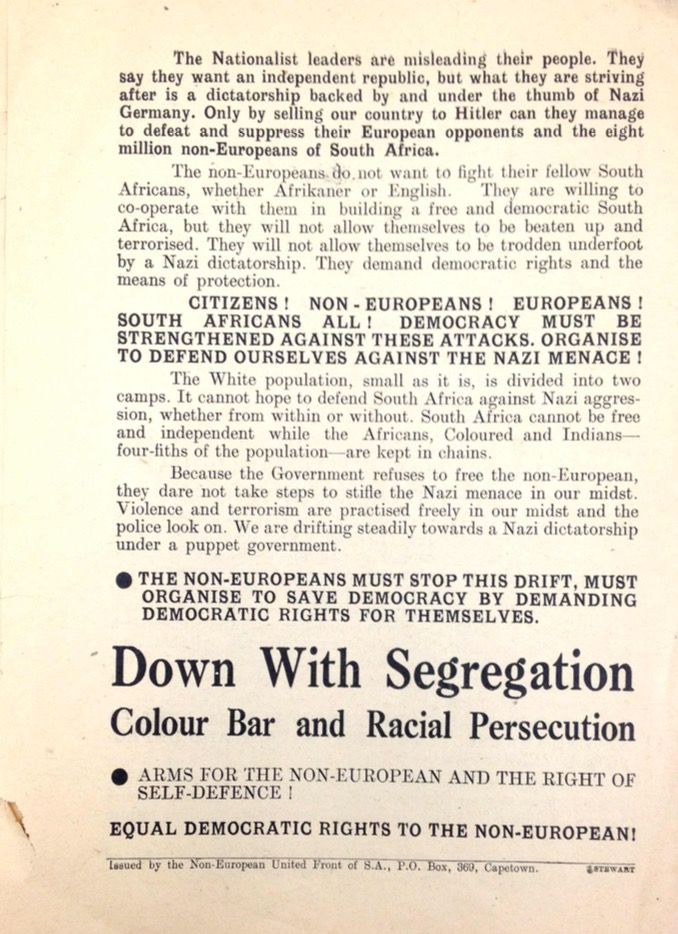 The Nationalist leaders are misleading their people. They
say they want an independent republic, but what they are striving
after is a dictatorship backed by and under the thumb of Nazi
Germany. Only by selling our country to Hitler can they manage
to defeat and suppress their European opponents and the eight
million non-Europeans of South Africa.
The non-Europeans do not want to fight their fellow South
Africans, whether Afrikaner or English. They are willing to
co-operate with them in building a free and democratic South
Africa, but they will not allow themselves to be beaten up and
terrorised. They will not allow themselves to be trodden underfoot
by a Nazi dictatorship. They demand democratic rights and the
means of protection.
CITIZENS! NON-EUROPEANS! EUROPEANS!
SOUTH AFRICANS ALL! DEMOCRACY MUST BE
STRENGTHENED AGAINST THESE ATTACKS. ORGANISE
TO DEFEND OURSELVES AGAINST THE NAZI MENACE!
The White population, small as it is, is divided into two
camps. It cannot hope to defend South Africa against Nazi aggres-
sion, whether from within or without. South Africa cannot be free
and independent while the Africans, Coloured and Indians—
four-fiths of the population—are kept in chains.
Because the Government refuses to free the non-European,
they dare not take steps to stifle the Nazi menace in our midst.
Violence and terrorism are practised freely in our midst and the
police look on. We are drifting steadily towards a Nazi dictatorship
under a puppet government.
● THE NON-EUROPEANS MUST STOP THIS DRIFT, MUST
ORGANISE TO SAVE DEMOCRACY BY DEMANDING
DEMOCRATIC RIGHTS FOR THEMSELVES.
Down With Segregation
Colour Bar and Racial Persecution
● ARMS FOR THE NON-EUROPEAN AND THE RIGHT OF
SELF-DEFENCE!
EQUAL DEMOCRATIC RIGHTS TO THE NON-EUROPEAN!
Issued by the Non-European United Front of S.A., P.O. Box, 369, Capetown. STEWART